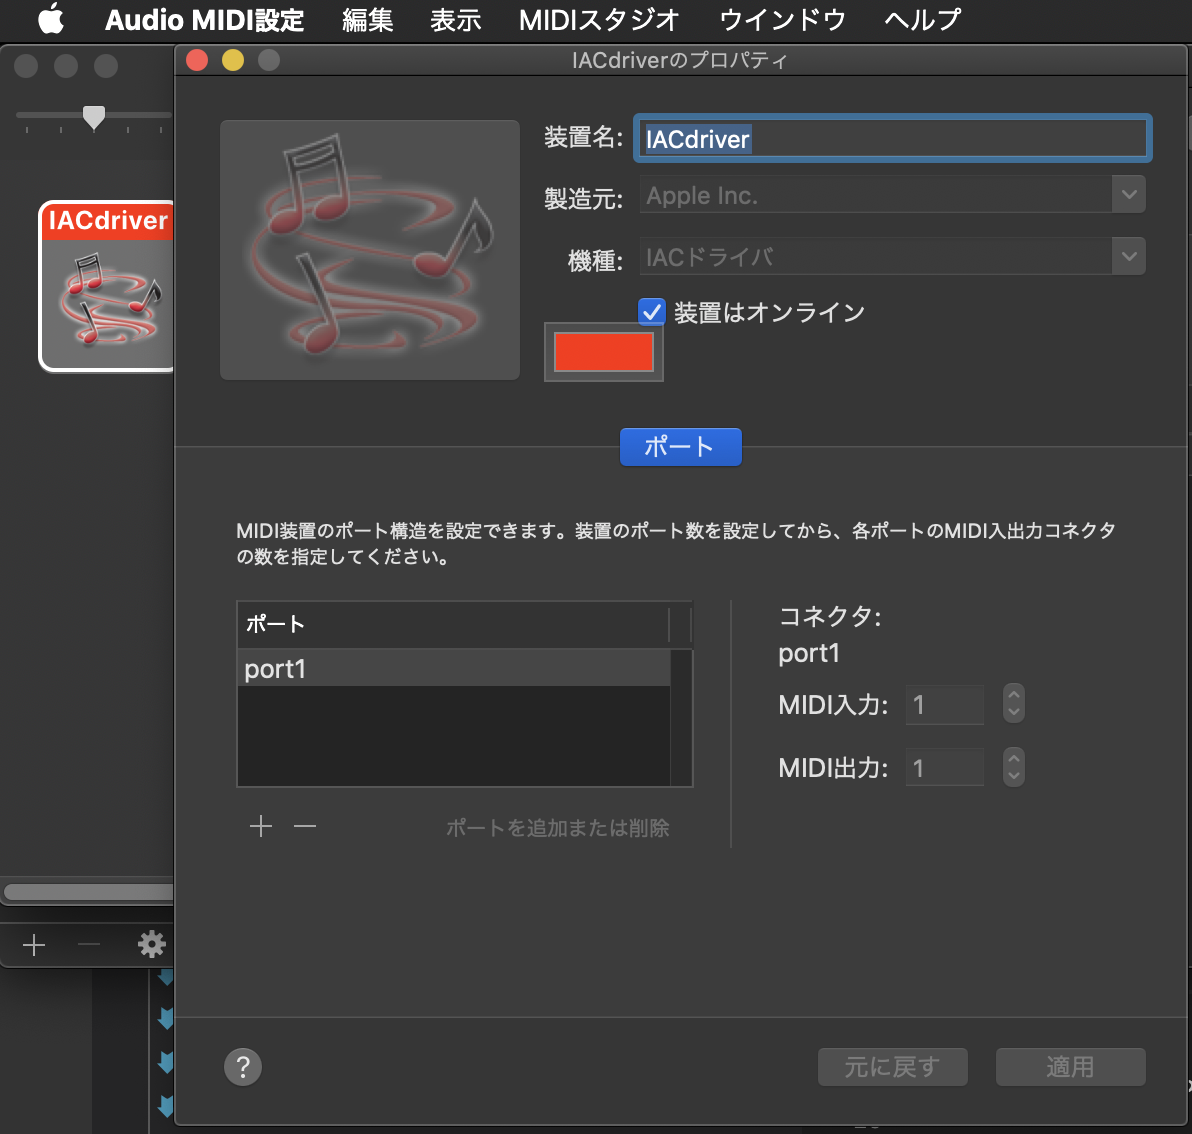 Audio MIDI設定 編集 表示 MIDIスタジオ ウインドウ ヘルプ
IACdriverのプロパティ
IACdriver
装置名: IACdriver
製造元: Apple Inc.
機種: IACドライバ
装置はオンライン
ポート
MIDI装置のポート構造を設定できます。装置のポート数を設定してから、各ポートのMIDI入出力コネクタ
の数を指定してください。
ポート
port1
ポートを追加または削除
コネクタ:
port1
MIDI入力: 1
MIDI出力: 1
?
元に戻す 適用